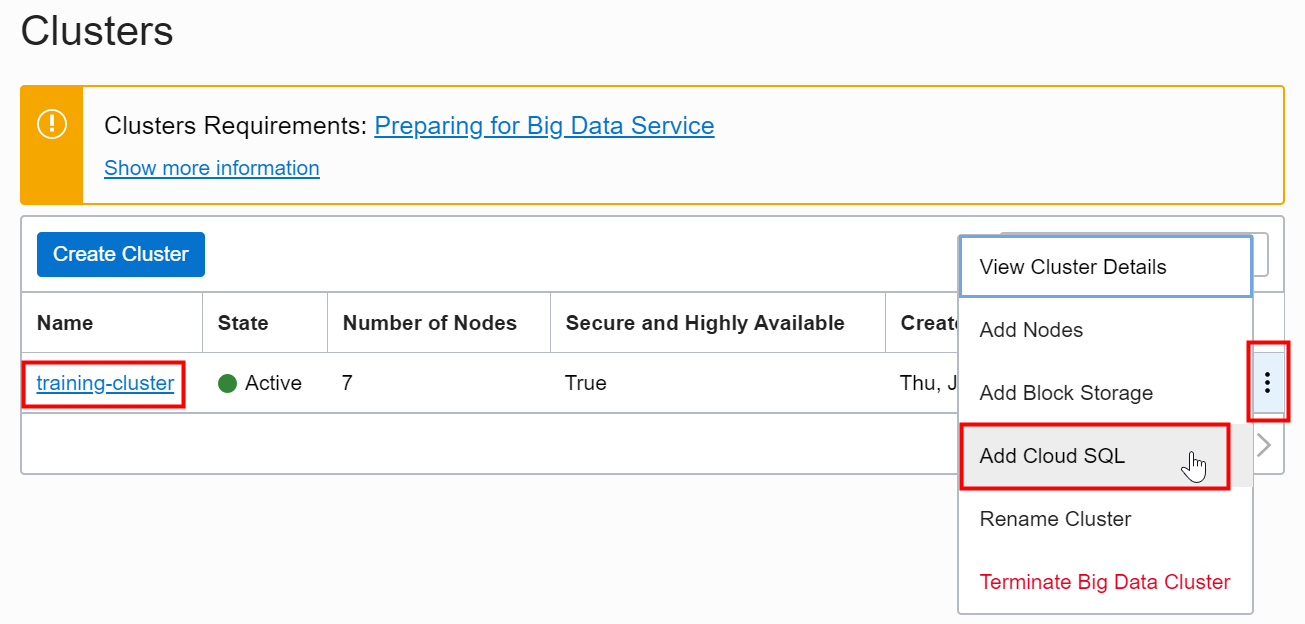 Clusters
Clusters Requirements: Preparing for Big Data Service
Show more information
Create Cluster
Name State Number of Nodes Secure and Highly Available
training-cluster Active 7 True Thu,
View Cluster Details
Add Nodes
Add Block Storage
Add Cloud SQL
Rename Cluster
Terminate Big Data Cluster